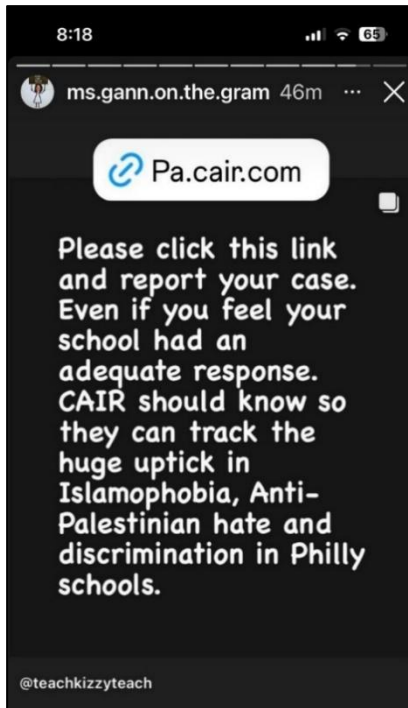 8:18
65
ms.gann.on.the.gram 46m
Pa.cair.com
Please click this link
and report your case.
Even if you feel your
school had an
adequate response.
CAIR should know so
they can track the
huge uptick in
Islamophobia, Anti-
Palestinian hate and
discrimination in Philly
schools.
@teachkizzyteach